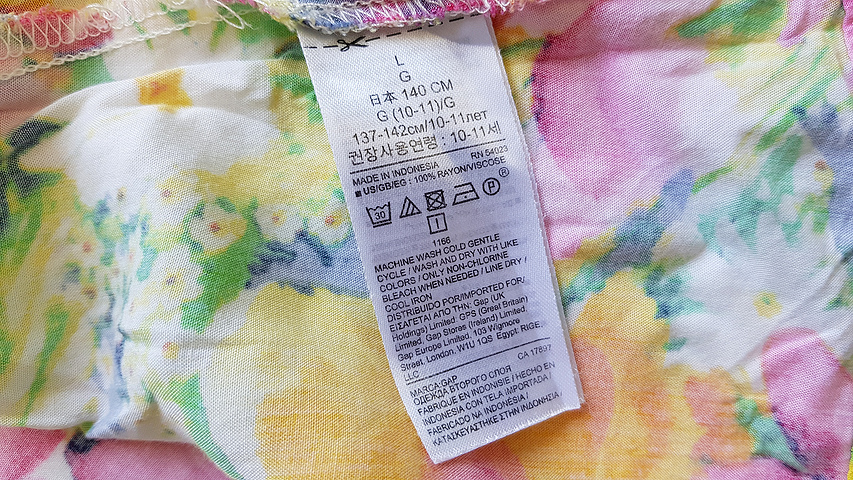 L
G
日本 140 CM
G (10-11)/G
137-142см/10-11лет
권장사용연령 : 10-11세
MADE IN INDONESIA RN 54023
■ US/GB/EG : 100% RAYON/VISCOSE
30 P ®
I
1166
MACHINE WASH COLD GENTLE
CYCLE / WASH AND DRY WITH LIKE
COLORS / ONLY NON-CHLORINE
BLEACH WHEN NEEDED / LINE DRY /
COOL IRON
DISTRIBUIDO POR/IMPORTED FOR/
ΕΙΣΑΓΕΤΑΙ ΑΠΟ ΤΗΝ: Gap (UK
Holdings) Limited. GPS (Great Britain)
Limited. Gap Stores (Ireland) Limited.
Gap Europe Limited. 103 Wigmore
Street. London. W1U 1QS Egypt. RIGE.
LLC CA 17897
МАРСА GAP
ОДЕЖДА ВТОРОГО СЛОЯ
FABRIQUE EN INDONISIE / HECHO EN
INDONESIA CON TELA IMPORTADA /
FABRICADO NA INDONÉSIA /
ΚΑΤΑΣΚΕΥΑΣΤΗΚΕ ΣΤΗΝ ΙΝΔΟΝΗΣΙΑ /